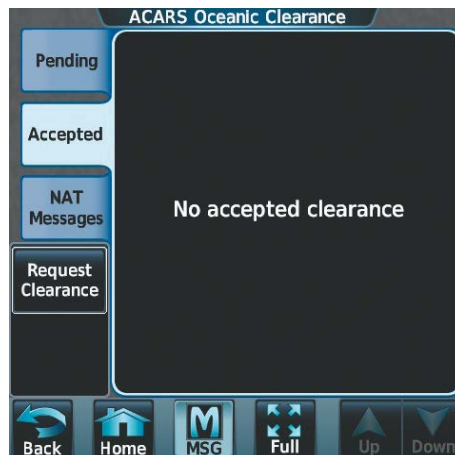 ACARS Oceanic Clearance
Pending
Accepted
NAT
Messages
No accepted clearance
Request
Clearance
Back
Home
M
MSG
Full
Up
Down